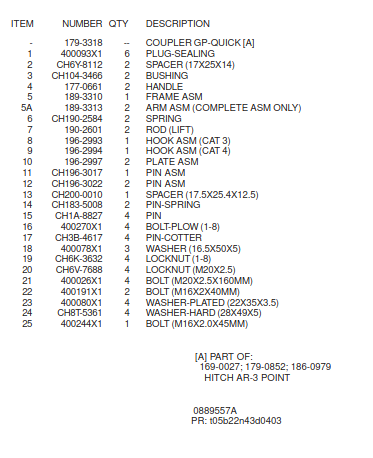 ITEM NUMBER QTY DESCRIPTION
- 179-3318 -- COUPLER GP-QUICK [A]
1 400093X1 6 PLUG-SEALING
2 CH6Y-8112 2 SPACER (17X25X14)
3 CH104-3466 2 BUSHING
4 177-0661 2 HANDLE
5 189-3310 1 FRAME ASM
5A 189-3313 2 ARM ASM (COMPLETE ASM ONLY)
6 CH190-2584 2 SPRING
7 190-2601 2 ROD (LIFT)
8 196-2993 1 HOOK ASM (CAT 3)
9 196-2994 1 HOOK ASM (CAT 4)
10 196-2997 2 PLATE ASM
11 CH196-3017 1 PIN ASM
12 CH196-3022 2 PIN ASM
13 CH200-0010 1 SPACER (17.5X25.4X12.5)
14 CH183-5008 2 PIN-SPRING
15 CH1A-8827 4 PIN
16 400270X1 4 BOLT-PLOW (1-8)
17 CH3B-4617 4 PIN-COTTER
18 400078X1 3 WASHER (16.5X50X5)
19 CH6K-3632 4 LOCKNUT (1-8)
20 CH6V-7688 4 LOCKNUT (M20X2.5)
21 400026X1 4 BOLT (M20X2.5X160MM)
22 400191X1 2 BOLT (M16X2X40MM)
23 400080X1 4 WASHER-PLATED (22X35X3.5)
24 CH8T-5361 4 WASHER-HARD (28X49X5)
25 400244X1 1 BOLT (M16X2.0X45MM)
[A] PART OF:
169-0027; 179-0852; 186-0979
HITCH AR-3 POINT
0889557A
PR: t05b22n43d0403